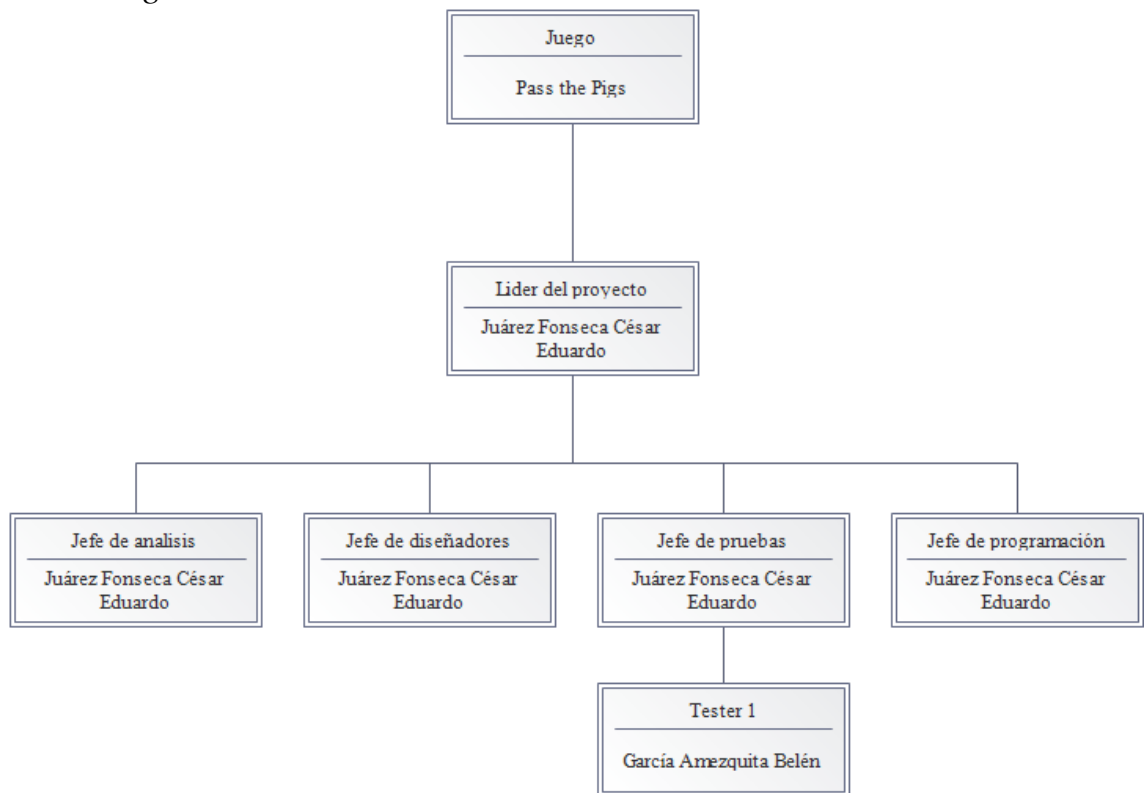 Juego
Pass the Pigs
Lider del proyecto
Juárez Fonseca César
Eduardo
Jefe de analisis
Juárez Fonseca César
Eduardo
Jefe de diseñadores
Juárez Fonseca César
Eduardo
Jefe de pruebas
Juárez Fonseca César
Eduardo
Jefe de programación
Juárez Fonseca César
Eduardo
Tester 1
García Amezquita Belén